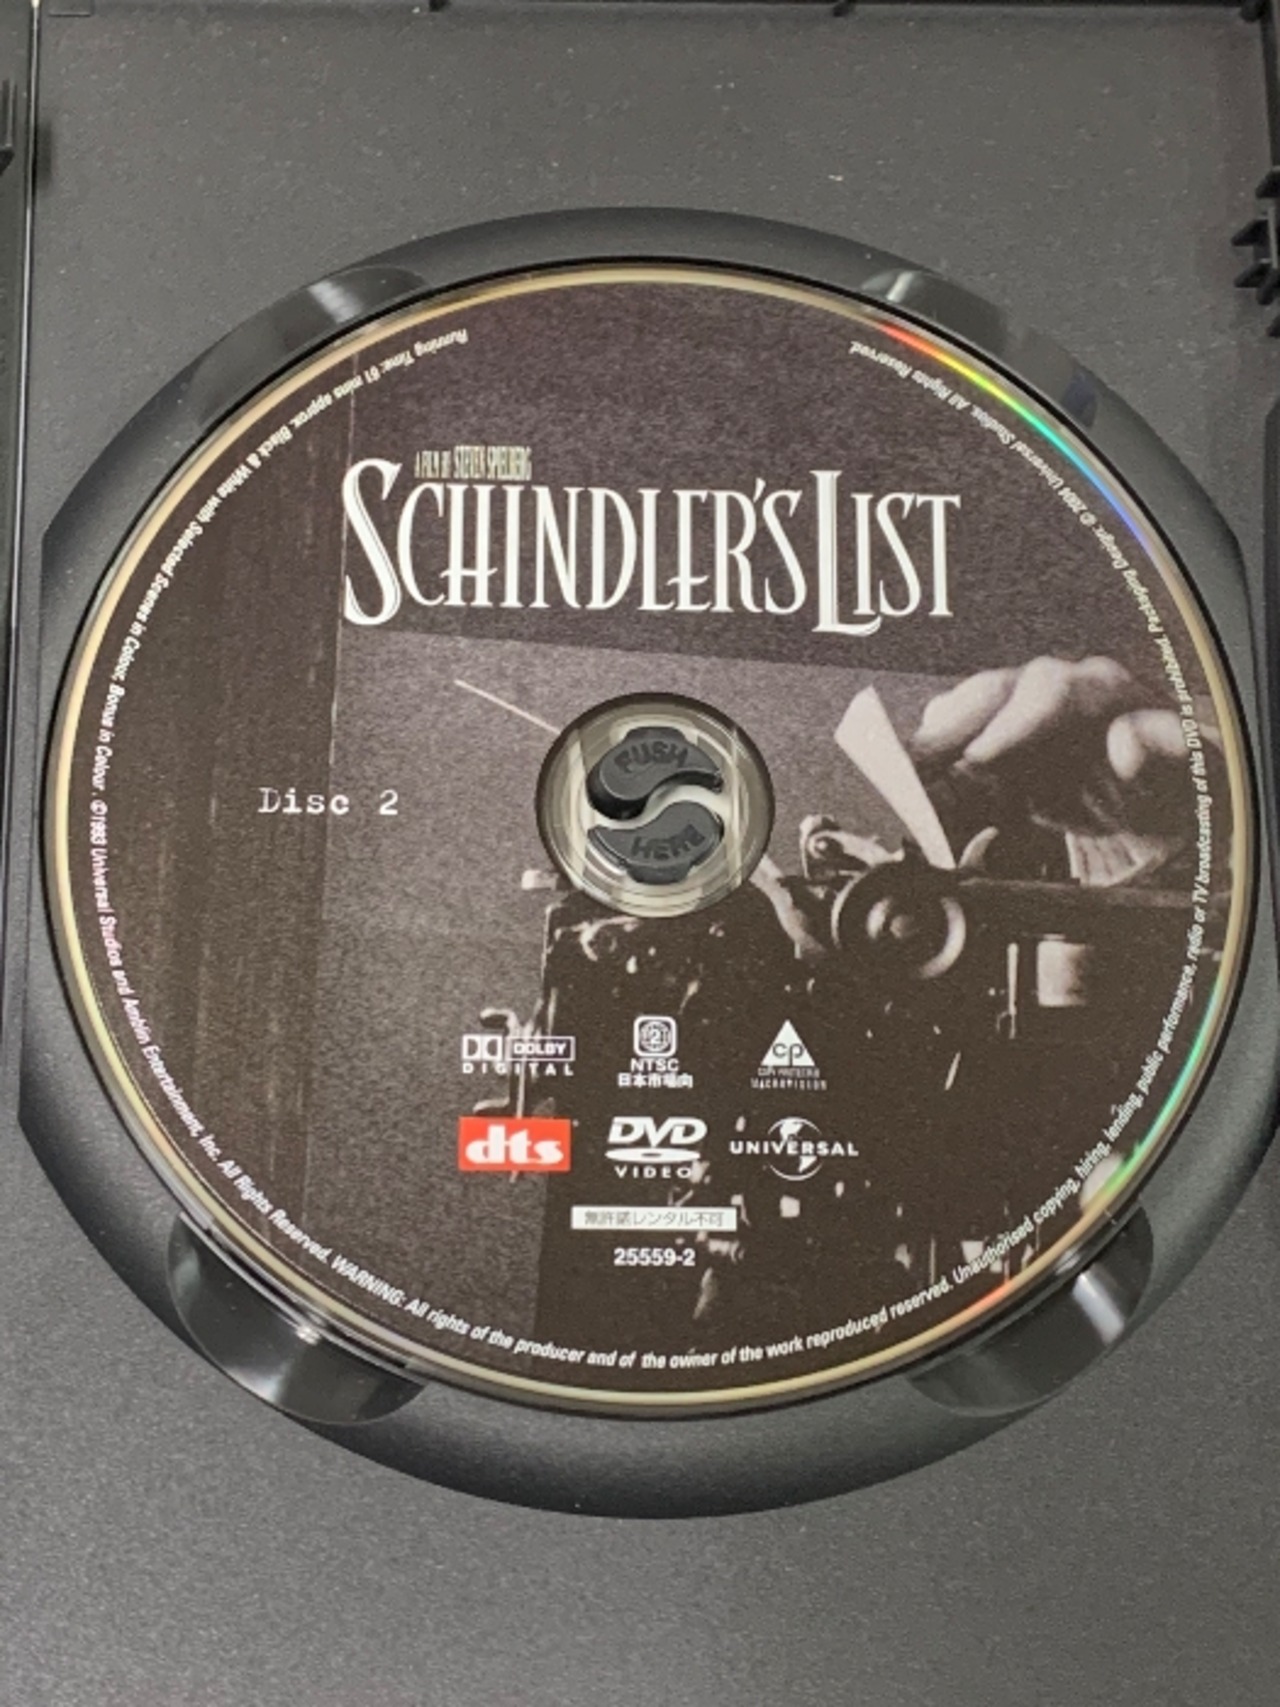 A FILM BY STEVEN SPIELBERG
SCHINDLER'S LIST
PUSH
HERE
Disc 2
DOLBY
DIGITAL
2
NTSC
日本市場向
cp
COPY PROTECTED
MACROVISION
dts
DVD
VIDEO
UNIVERSAL
無許諾レンタル不可
25559-2
Running Time: 61 mins approx. Black & White with Selected Scenes in Colour. Bonus in Colour. ©1993 Universal Studios and Amblin Entertainment, Inc. All Rights Reserved. WARNING: All rights of the producer and of the owner of the work reproduced reserved. Unauthorised copying, hiring, lending, public performance, radio or TV broadcasting of this DVD is prohibited. Packaging Design: © 2004 Universal Studios. All Rights Reserved.